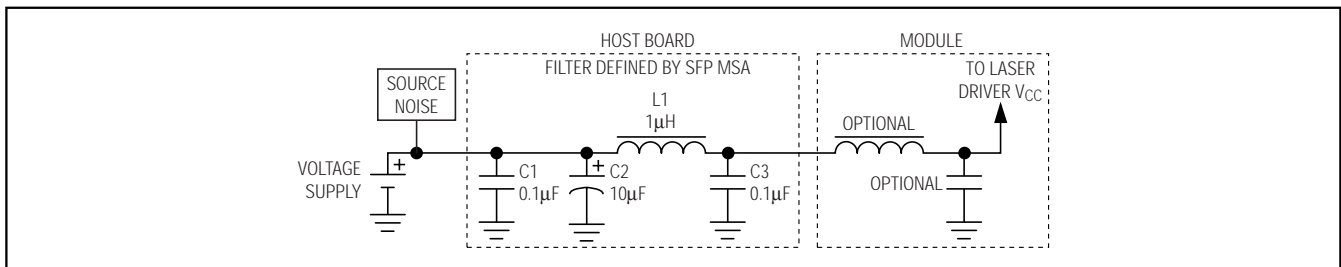 HOST BOARD
FILTER DEFINED BY SFP MSA
MODULE
SOURCE
NOISE
TO LASER
DRIVER VCC
L1
1μH
OPTIONAL
VOLTAGE
SUPPLY
+
+
C1
0.1μF
C2
10μF
C3
0.1μF
OPTIONAL